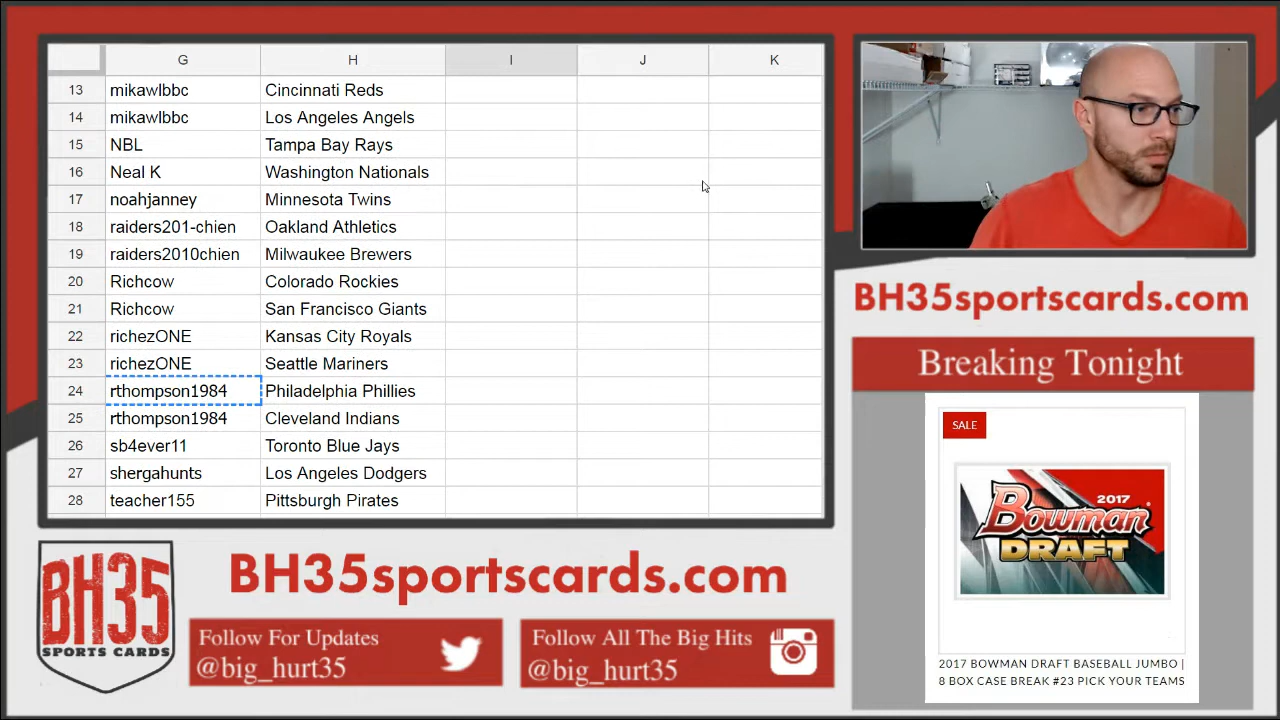 G H I J K
13 mikawlbbc Cincinnati Reds
14 mikawlbbc Los Angeles Angels
15 NBL Tampa Bay Rays
16 Neal K Washington Nationals
17 noahjanney Minnesota Twins
18 raiders201-chien Oakland Athletics
19 raiders2010chien Milwaukee Brewers
20 Richcow Colorado Rockies
21 Richcow San Francisco Giants
22 richezONE Kansas City Royals
23 richezONE Seattle Mariners
24 rthompson1984 Philadelphia Phillies
25 rthompson1984 Cleveland Indians
26 sb4ever11 Toronto Blue Jays
27 shergahunts Los Angeles Dodgers
28 teacher155 Pittsburgh Pirates
BH35sportscards.com
Breaking Tonight
SALE
2017
Bowman
DRAFT
2017 BOWMAN DRAFT BASEBALL JUMBO |
8 BOX CASE BREAK #23 PICK YOUR TEAMS
BH35
SPORTS CARDS
BH35sportscards.com
Follow For Updates
@big_hurt35
Follow All The Big Hits
@big_hurt35